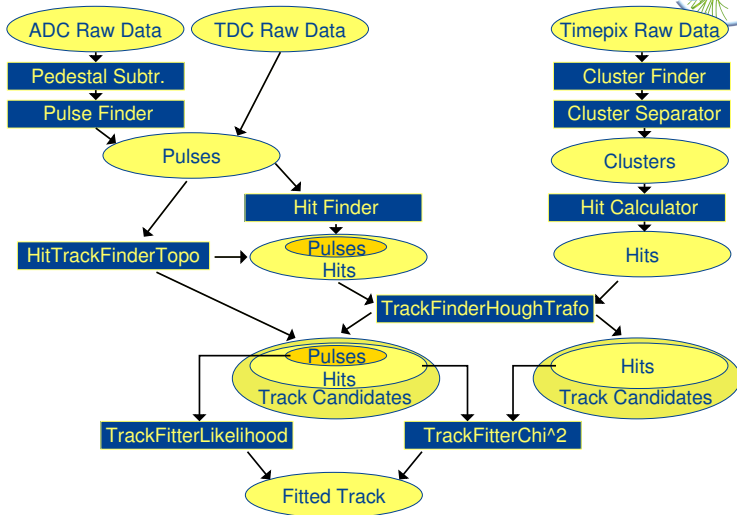 ADC Raw Data
TDC Raw Data
Timepix Raw Data
Pedestal Subtr.
Cluster Finder
Pulse Finder
Cluster Separator
Pulses
Clusters
Hit Finder
Hit Calculator
HitTrackFinderTopo
Pulses
Hits
Hits
TrackFinderHoughTrafo
Pulses
Hits
Track Candidates
Hits
Track Candidates
TrackFitterLikelihood
TrackFitterChi^2
Fitted Track